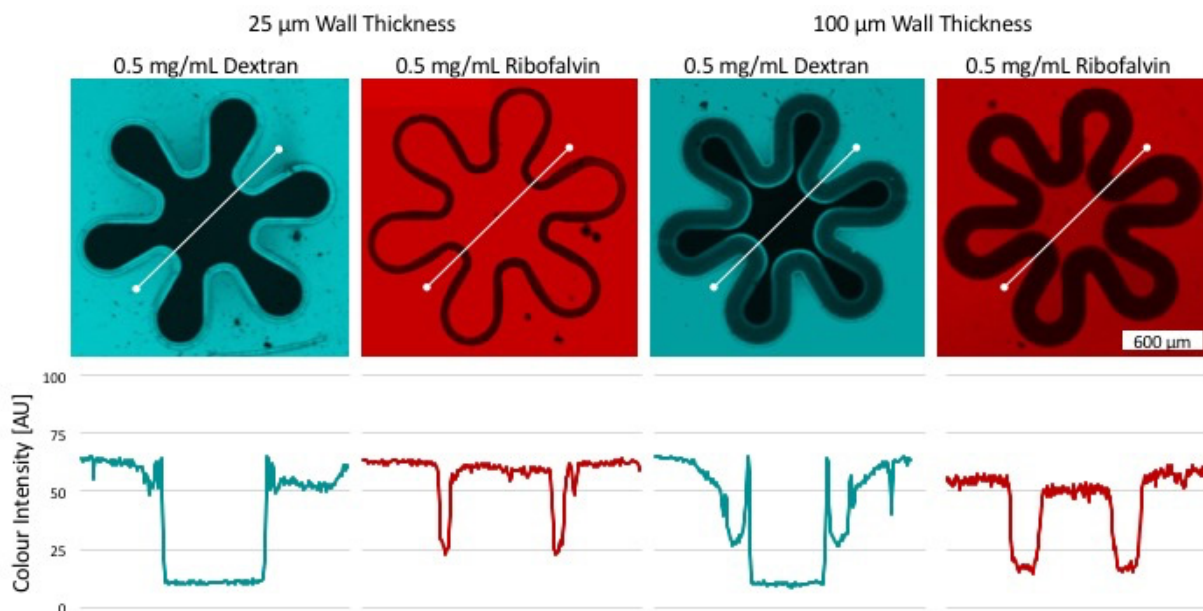 25 µm Wall Thickness
100 µm Wall Thickness
0.5 mg/mL Dextran
0.5 mg/mL Ribofalvin
0.5 mg/mL Dextran
0.5 mg/mL Ribofalvin
600 µm
Colour Intensity [AU]
100
75
50
25
0